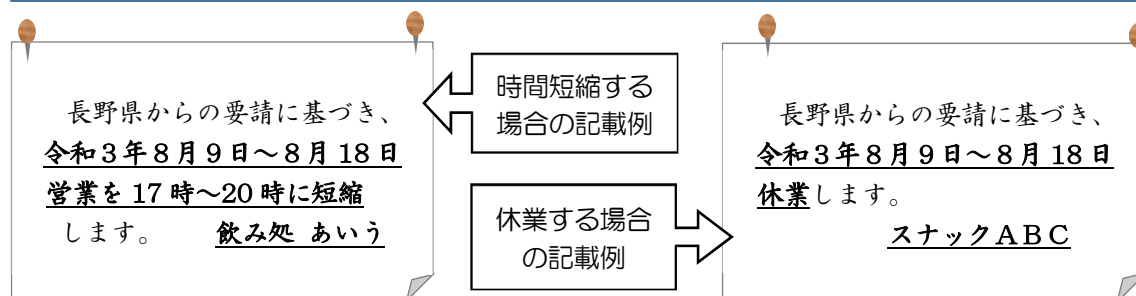 長野県からの要請に基づき、
令和3年8月9日～8月18日
営業を17時～20時に短縮
します。　飲み処 あいう
時間短縮する
場合の記載例
休業する場合
の記載例
長野県からの要請に基づき、
令和3年8月9日～8月18日
休業します。
スナックＡＢＣ